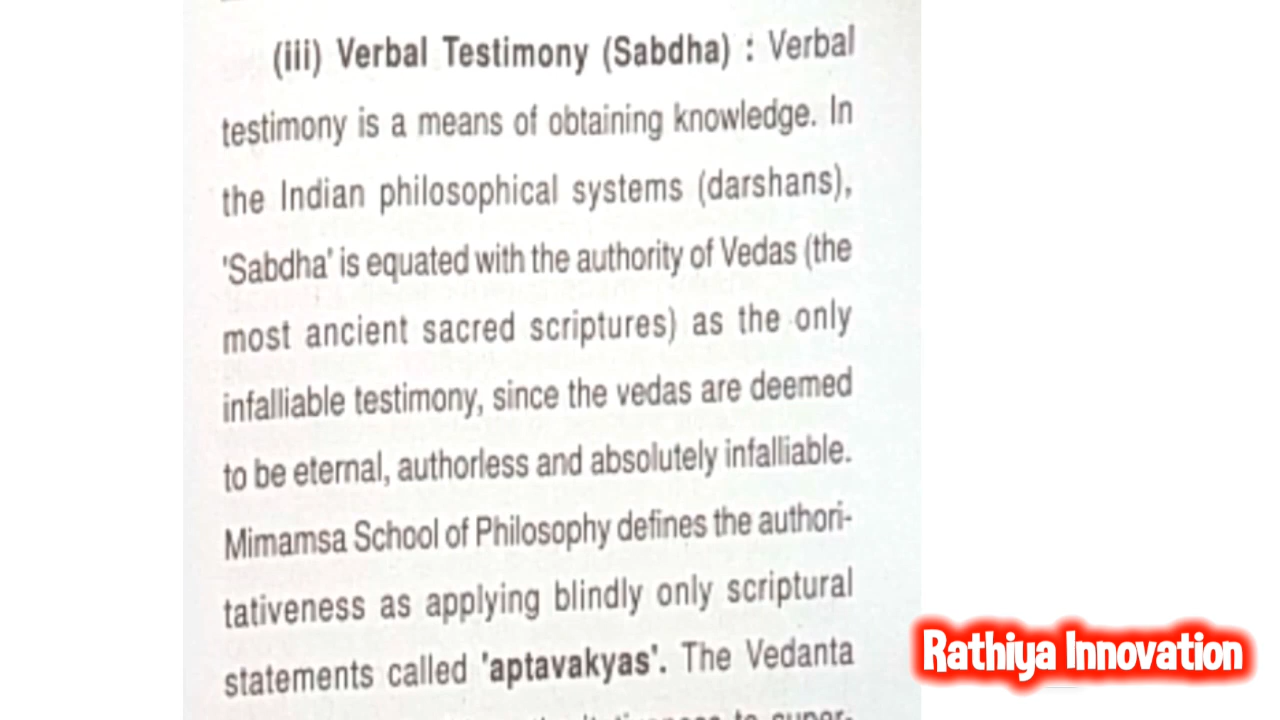 (iii) Verbal Testimony (Sabdha) : Verbal
testimony is a means of obtaining knowledge. In
the Indian philosophical systems (darshans),
'Sabdha' is equated with the authority of Vedas (the
most ancient sacred scriptures) as the only
infalliable testimony, since the vedas are deemed
to be eternal, authorless and absolutely infalliable.
Mimamsa School of Philosophy defines the authori-
tativeness as applying blindly only scriptural
statements called 'aptavakyas'. The Vedanta
to super-
Rathiya Innovation